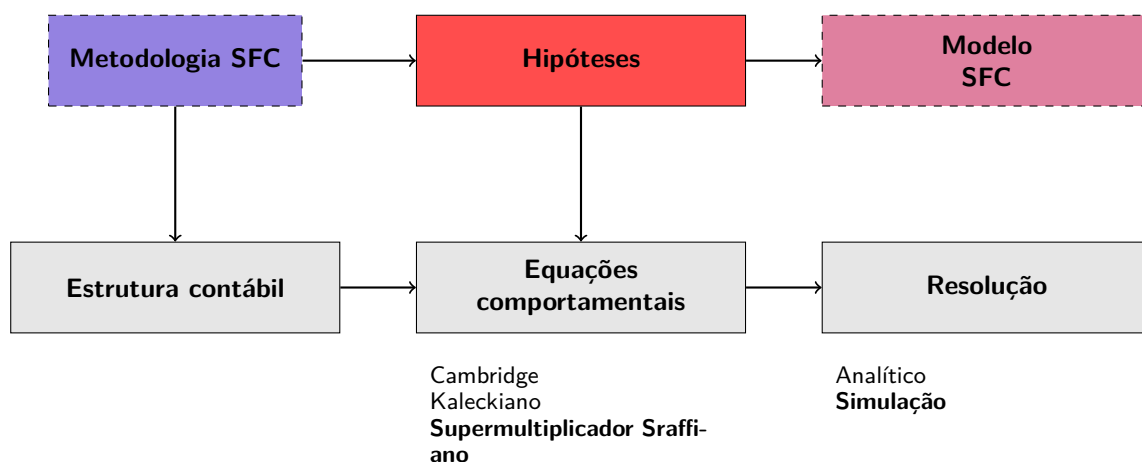 Metodologia SFC
Hipóteses
Modelo
SFC
Estrutura contábil
Equações
comportamentais
Resolução
Cambridge
Kaleckiano
Supermultiplicador Sraffi-
ano
Analítico
Simulação